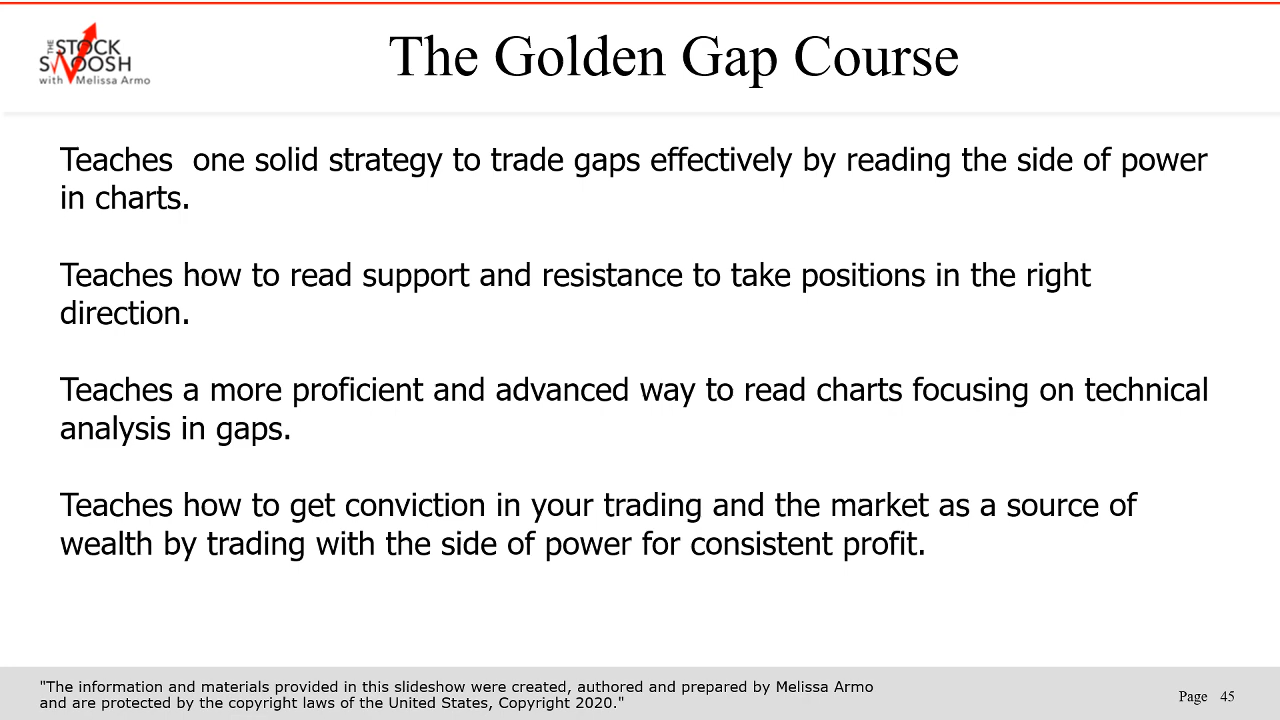 THE STOCK
SWOOSH
with Melissa Armo
The Golden Gap Course
Teaches  one solid strategy to trade gaps effectively by reading the side of power
in charts.
Teaches how to read support and resistance to take positions in the right
direction.
Teaches a more proficient and advanced way to read charts focusing on technical
analysis in gaps.
Teaches how to get conviction in your trading and the market as a source of
wealth by trading with the side of power for consistent profit.
"The information and materials provided in this slideshow were created, authored and prepared by Melissa Armo
and are protected by the copyright laws of the United States, Copyright 2020."
Page 45